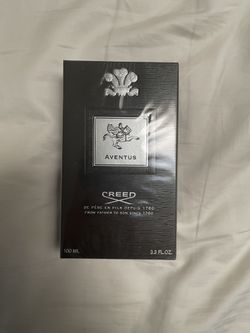 AVENTUS
CREED
DE PÈRE EN FILS DEPUIS 1760
FROM FATHER TO SON SINCE 1760
100 ML
3.3 FL.OZ.